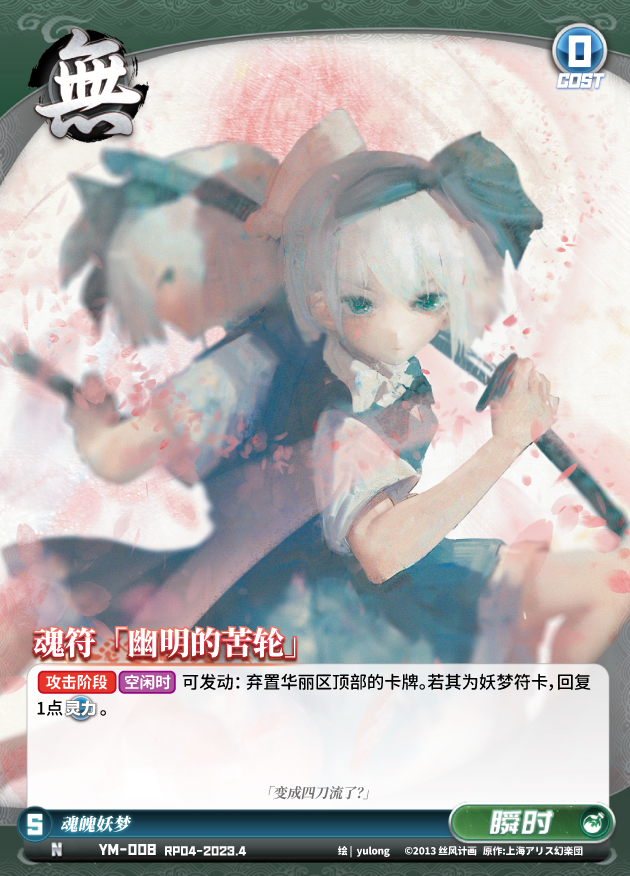 無
0
COST
魂符「幽明的苦轮」
攻击阶段 空闲时 可发动：弃置华丽区顶部的卡牌。若其为妖梦符卡，回复
1点灵力。
「变成四刀流了？」
S 魂魄妖梦
瞬时
N YM-008 RP04-2023.4 绘| yulong ©2013 丝风计画 原作:上海アリス幻楽団